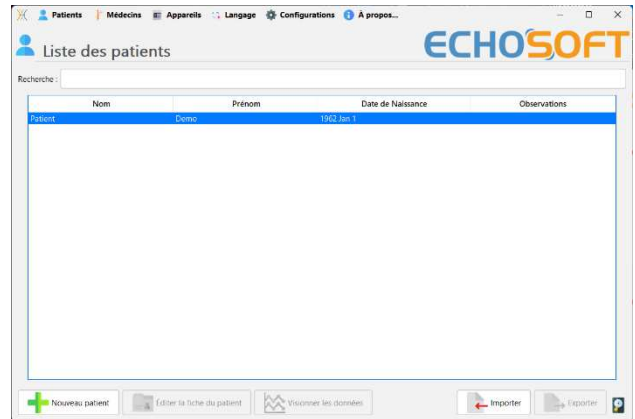 Patients Médecins Appareils Langage Configurations À propos...
Liste des patients
ECHOSOFT
Recherche :
Nom Prénom Date de Naissance Observations
Patient Demo 1962 Jan 1
Nouveau patient Éditer la fiche du patient Visionner les données Importer Exporter